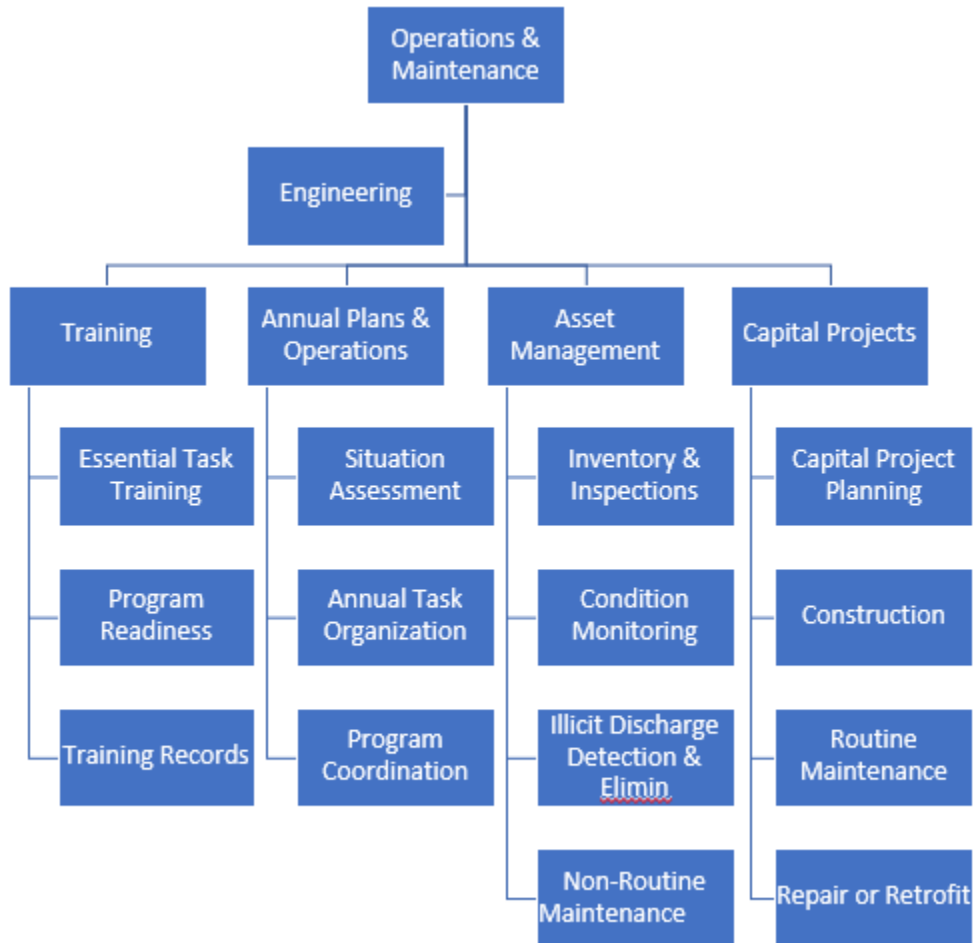 Operations &
Maintenance
Engineering
Training
Annual Plans &
Operations
Asset
Management
Capital Projects
Essential Task
Training
Situation
Assessment
Inventory &
Inspections
Capital Project
Planning
Program
Readiness
Annual Task
Organization
Condition
Monitoring
Construction
Training Records
Program
Coordination
Illicit Discharge
Detection &
Elimin
Routine
Maintenance
Non-Routine
Maintenance
Repair or Retrofit